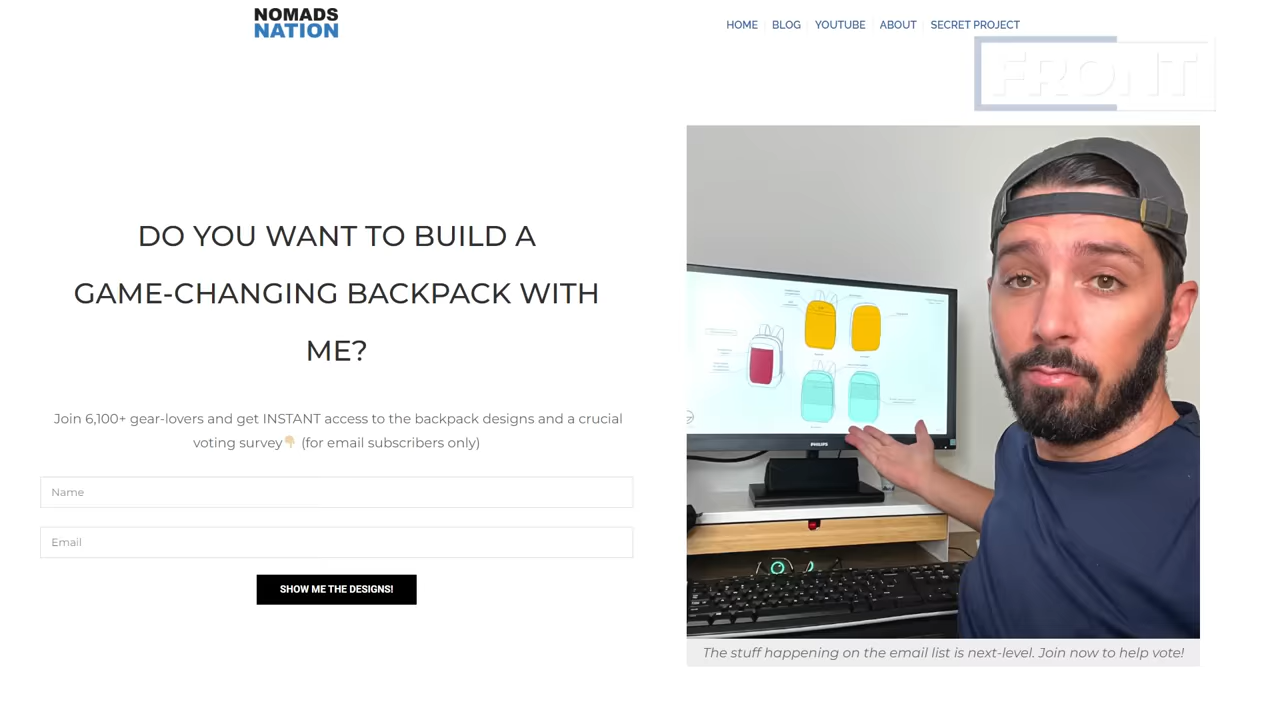 NOMADS
NATION
HOME BLOG YOUTUBE ABOUT SECRET PROJECT
FRONT
DO YOU WANT TO BUILD A
GAME-CHANGING BACKPACK WITH
ME?
Join 6,100+ gear-lovers and get INSTANT access to the backpack designs and a crucial
voting survey👇🏼 (for email subscribers only)
Name
Email
SHOW ME THE DESIGNS!
PHILIPS
The stuff happening on the email list is next-level. Join now to help vote!